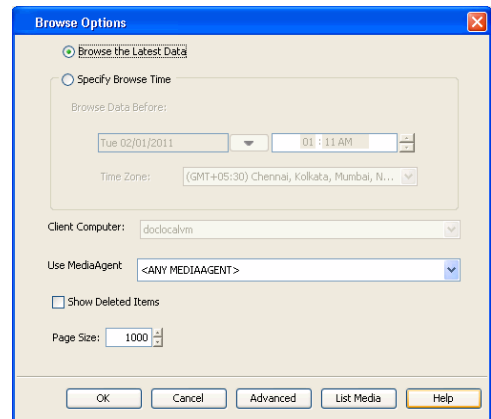 Browse Options
Browse the Latest Data
Specify Browse Time
Browse Data Before:
Tue 02/01/2011 01 : 11 AM
Time Zone: (GMT+05:30) Chennai, Kolkata, Mumbai, N...
Client Computer: doclocalvm
Use MediaAgent <ANY MEDIAAGENT>
Show Deleted Items
Page Size: 1000
OK Cancel Advanced List Media Help